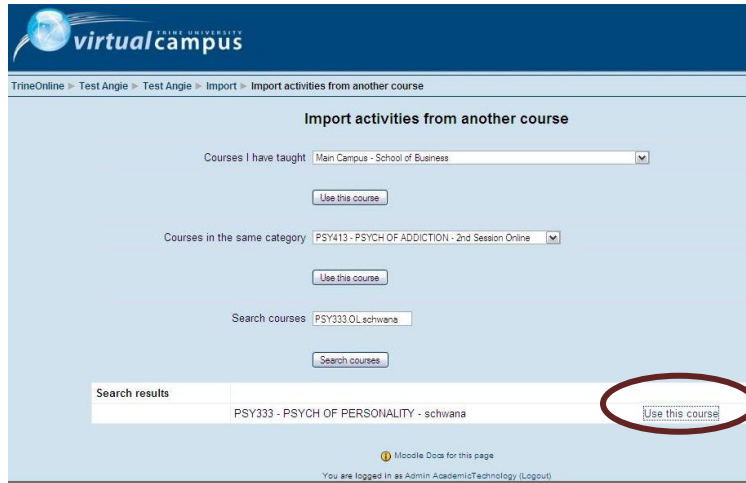 TRINE UNIVERSITY
virtualcampus
TrineOnline ► Test Angie ► Test Angie ► Import ► Import activities from another course
Import activities from another course
Courses I have taught Main Campus - School of Business
Use this course
Courses in the same category PSY413 - PSYCH OF ADDICTION - 2nd Session Online
Use this course
Search courses PSY333.OL.schwana
Search courses
Search results
PSY333 - PSYCH OF PERSONALITY - schwana Use this course
Moodle Docs for this page
You are logged in as Admin AcademicTechnology (Logout)